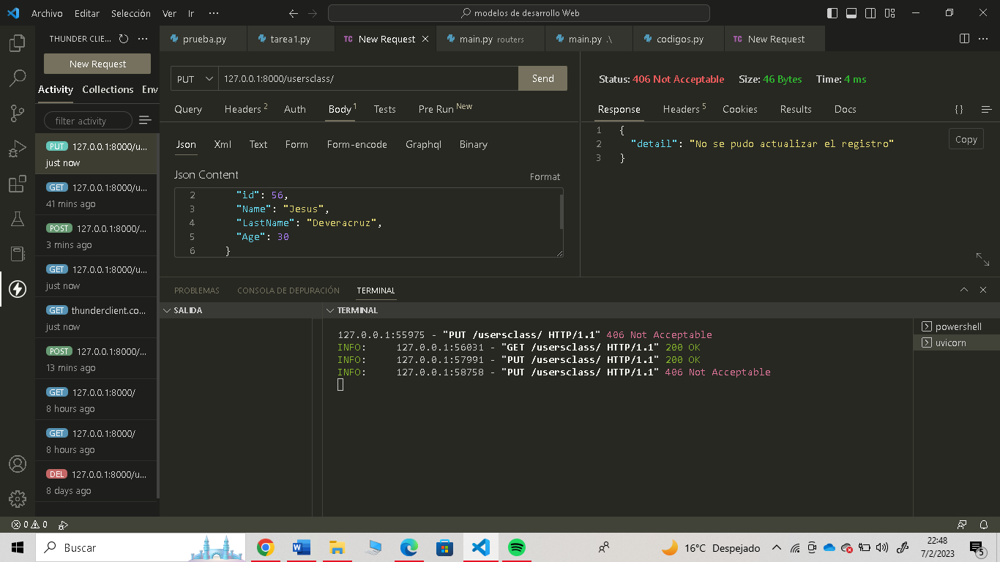 Archivo Editar Selección Ver Ir ···
modelos de desarrollo Web
THUNDER CLIE...
New Request
Activity Collections Env
filter activity
PUT 127.0.0.1:8000/u...
just now
GET 127.0.0.1:8000/u...
41 mins ago
POST 127.0.0.1:8000/...
3 mins ago
GET 127.0.0.1:8000/u...
just now
GET thunderclient.co...
just now
POST 127.0.0.1:8000/...
13 mins ago
GET 127.0.0.1:8000/
8 hours ago
GET 127.0.0.1:8000/
8 hours ago
DEL 127.0.0.1:8000/u...
8 days ago
prueba.py tarea1.py TC New Request main.py routers main.py .\ codigos.py TC New Request
PUT 127.0.0.1:8000/usersclass/ Send
Query Headers 2 Auth Body 1 Tests Pre Run New
Json Xml Text Form Form-encode Graphql Binary
Json Content Format
2 "id": 56,
3 "Name": "Jesus",
4 "LastName": "Deveracruz",
5 "Age": 30
6 }
Status: 406 Not Acceptable Size: 46 Bytes Time: 4 ms
Response Headers 5 Cookies Results Docs {}
1 {
2 "detail": "No se pudo actualizar el registro"
3 }
Copy
PROBLEMAS CONSOLA DE DEPURACIÓN TERMINAL
SALIDA
TERMINAL
127.0.0.1:55975 - "PUT /usersclass/ HTTP/1.1" 406 Not Acceptable
INFO: 127.0.0.1:56031 - "GET /usersclass/ HTTP/1.1" 200 OK
INFO: 127.0.0.1:57991 - "PUT /usersclass/ HTTP/1.1" 200 OK
INFO: 127.0.0.1:58758 - "PUT /usersclass/ HTTP/1.1" 406 Not Acceptable
powershell
uvicorn
0 0
Buscar
16°C Despejado
22:48
7/2/2023
5